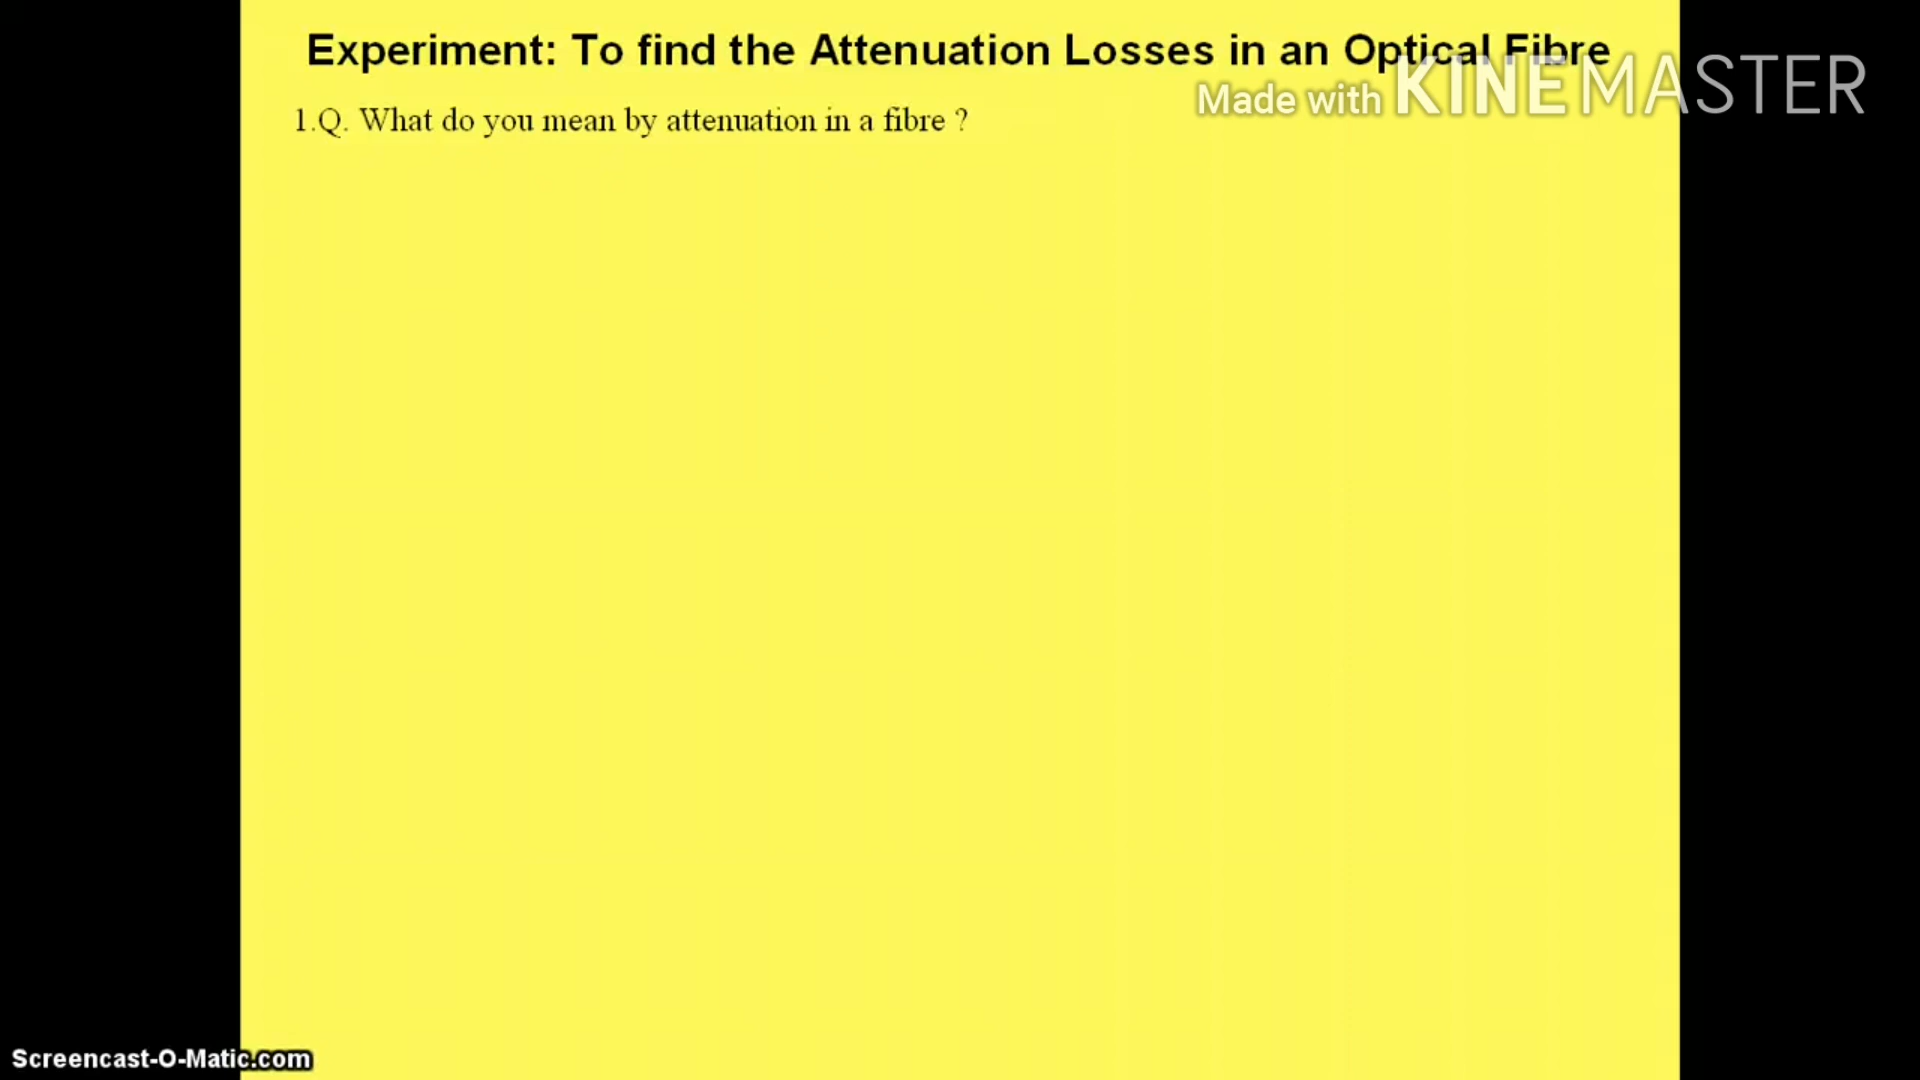 Experiment: To find the Attenuation Losses in an Optical Fibre
Made with KINEMASTER
1.Q. What do you mean by attenuation in a fibre ?
Screencast-O-Matic.com